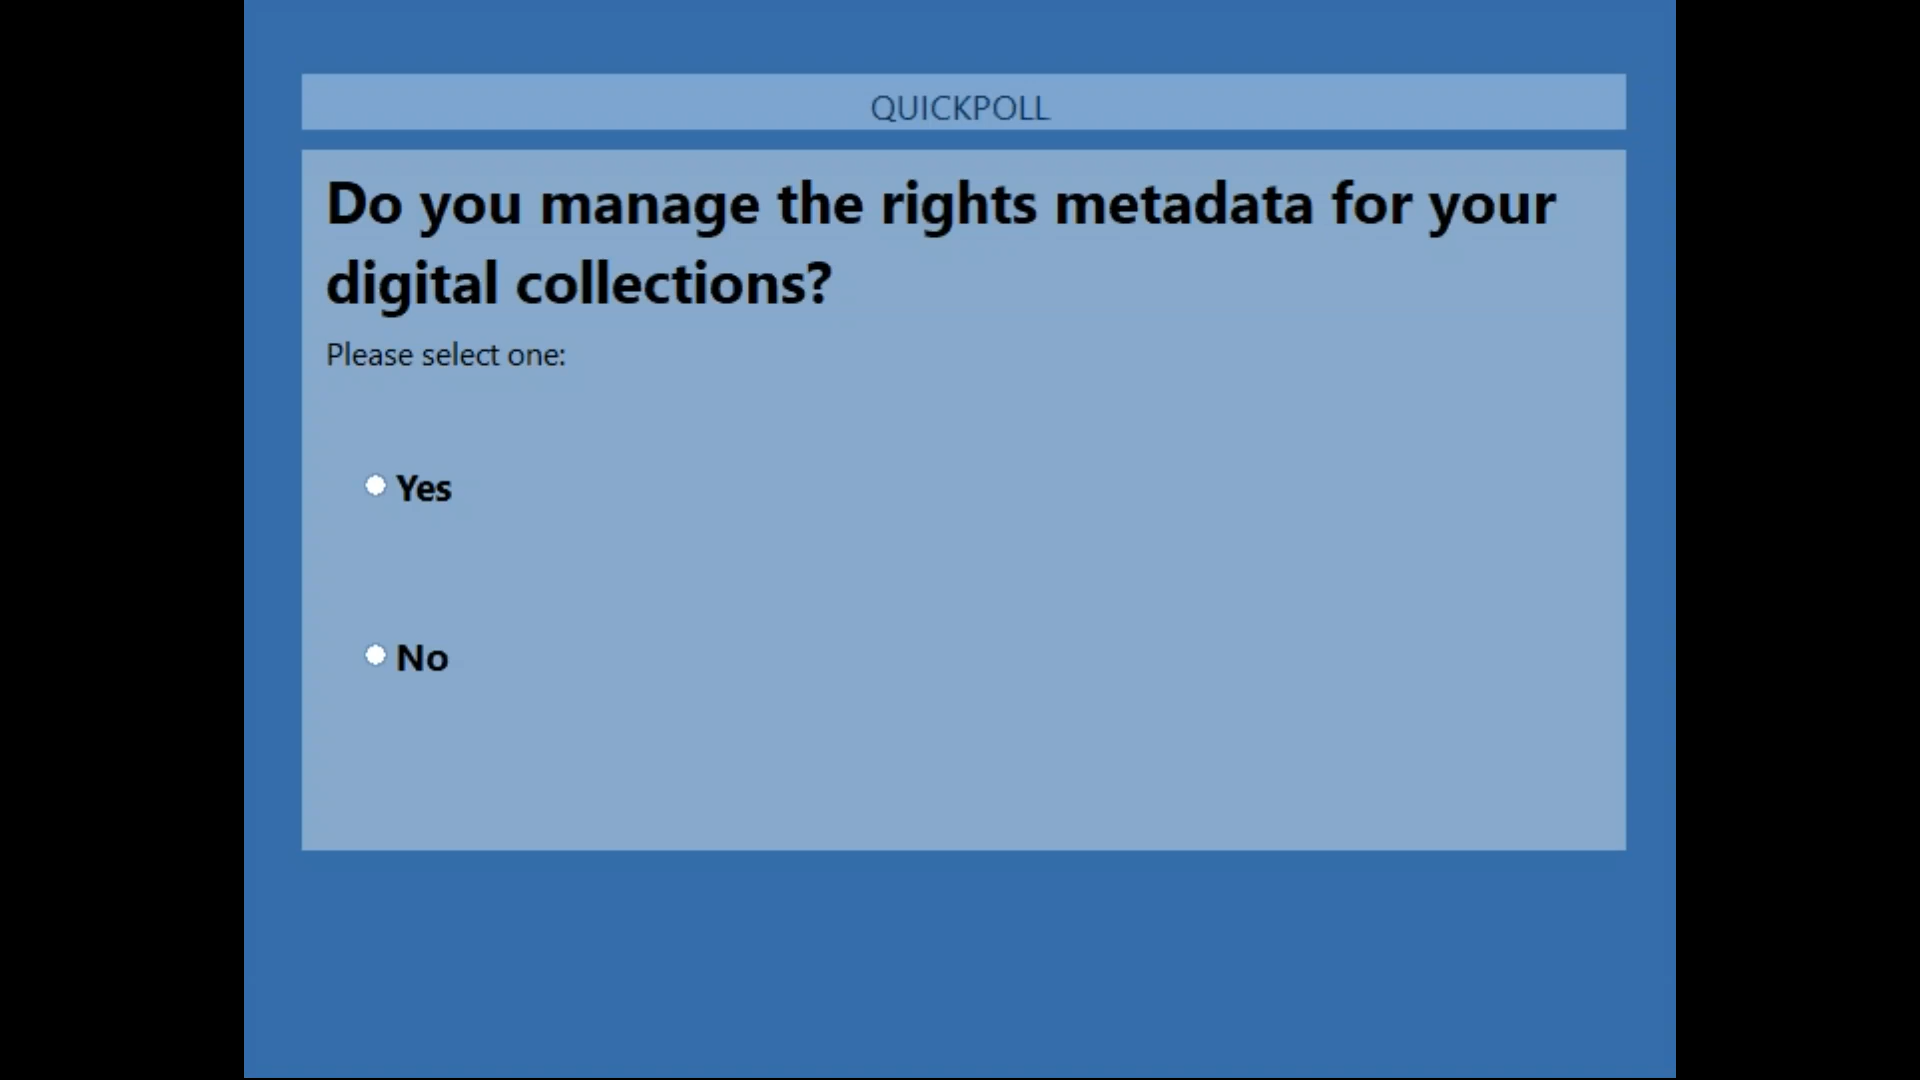 QUICKPOLL
Do you manage the rights metadata for your
digital collections?
Please select one:
Yes
No